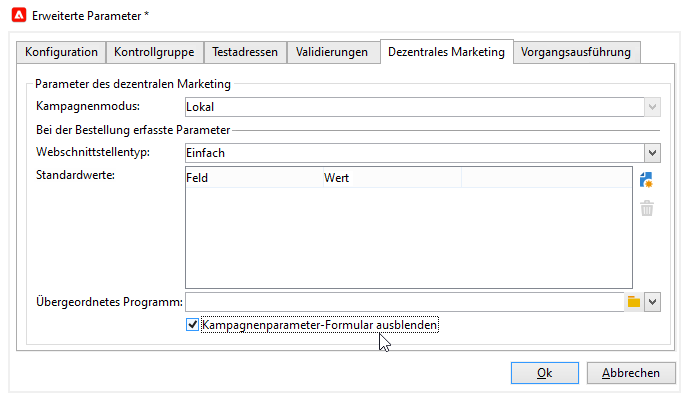 Erweiterte Parameter *
Konfiguration Kontrollgruppe Testadressen Validierungen Dezentrales Marketing Vorgangsausführung
Parameter des dezentralen Marketing
Kampagnenmodus: Lokal
Bei der Bestellung erfasste Parameter
Webschnittstellentyp: Einfach
Standardwerte: Feld Wert
Übergeordnetes Programm:
Kampagnenparameter-Formular ausblenden
Ok Abbrechen